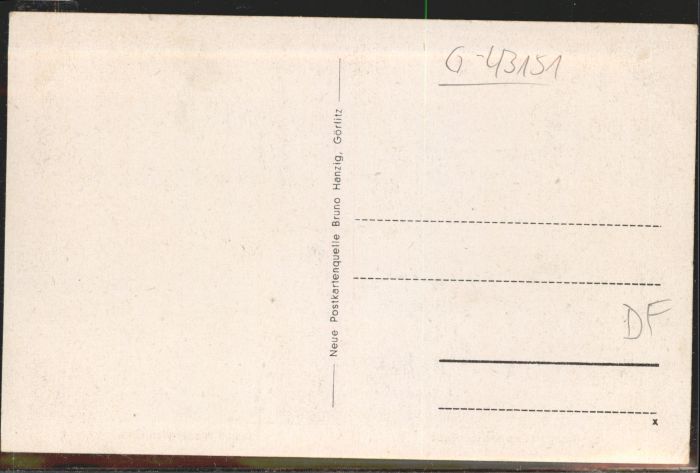 G-43151
Neue Postkartenquelle Bruno Hanzig, Görlitz
DF
x